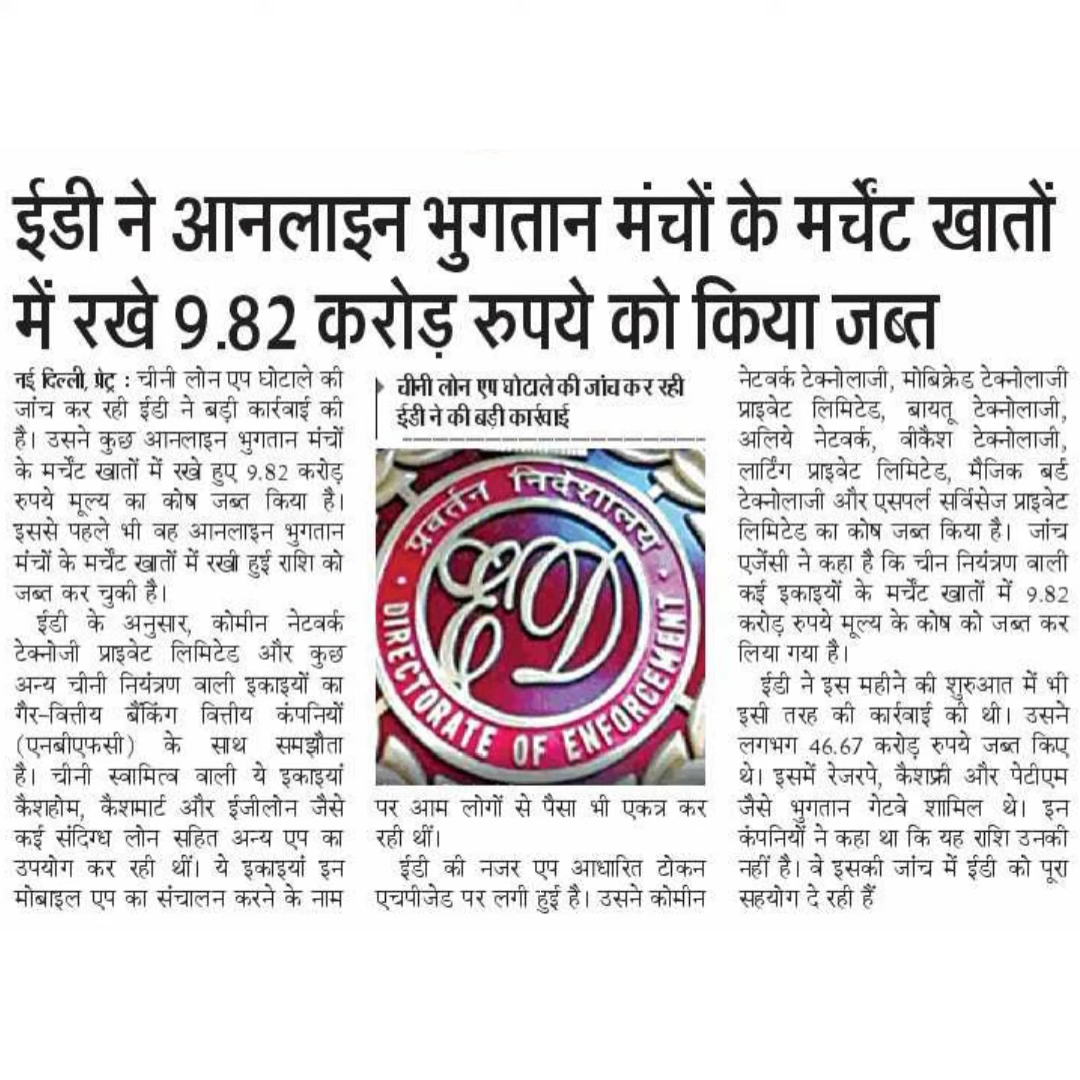 ईडी ने आनलाइन भुगतान मंचों के मर्चेंट खातों
में रखे 9.82 करोड़ रुपये को किया जब्त
नई दिल्ली, प्रेट्र : चीनी लोन एप घोटाले की
जांच कर रही ईडी ने बड़ी कार्रवाई की
है। उसने कुछ आनलाइन भुगतान मंचों
के मर्चेंट खातों में रखे हुए 9.82 करोड़
रुपये मूल्य का कोष जब्त किया है।
इससे पहले भी वह आनलाइन भुगतान
मंचों के मर्चेंट खातों में रखी हुई राशि को
जब्त कर चुकी है।
ईडी के अनुसार, कोमीन नेटवर्क
टेक्नोजी प्राइवेट लिमिटेड और कुछ
अन्य चीनी नियंत्रण वाली इकाइयों का
गैर-वित्तीय बैंकिंग वित्तीय कंपनियों
(एनबीएफसी) के साथ समझौता
है। चीनी स्वामित्व वाली ये इकाइयां
कैशहोम, कैशमार्ट और ईजीलोन जैसे
कई संदिग्ध लोन सहित अन्य एप का
उपयोग कर रही थीं। ये इकाइयां इन
मोबाइल एप का संचालन करने के नाम
चीनी लोन एप घोटाले की जांच कर रही
ईडी ने की बड़ी कार्रवाई
प्रवर्तन निदेशालय
ED
DIRECTORATE OF ENFORCEMENT
पर आम लोगों से पैसा भी एकत्र कर
रही थीं।
ईडी की नजर एप आधारित टोकन
एचपीजेड पर लगी हुई है। उसने कोमीन
नेटवर्क टेक्नोलाजी, मोबिक्रेड टेक्नोलाजी
प्राइवेट लिमिटेड, बायतू टेक्नोलाजी,
अलिये नेटवर्क, वीकैश टेक्नोलाजी,
लार्टिंग प्राइवेट लिमिटेड, मैजिक बर्ड
टेक्नोलाजी और एसपर्ल सर्विसेज प्राइवेट
लिमिटेड का कोष जब्त किया है। जांच
एजेंसी ने कहा है कि चीन नियंत्रण वाली
कई इकाइयों के मर्चेंट खातों में 9.82
करोड़ रुपये मूल्य के कोष को जब्त कर
लिया गया है।
ईडी ने इस महीने की शुरुआत में भी
इसी तरह की कार्रवाई की थी। उसने
लगभग 46.67 करोड़ रुपये जब्त किए
थे। इसमें रेजरपे, कैशफ्री और पेटीएम
जैसे भुगतान गेटवे शामिल थे। इन
कंपनियों ने कहा था कि यह राशि उनकी
नहीं है। वे इसकी जांच में ईडी को पूरा
सहयोग दे रही हैं